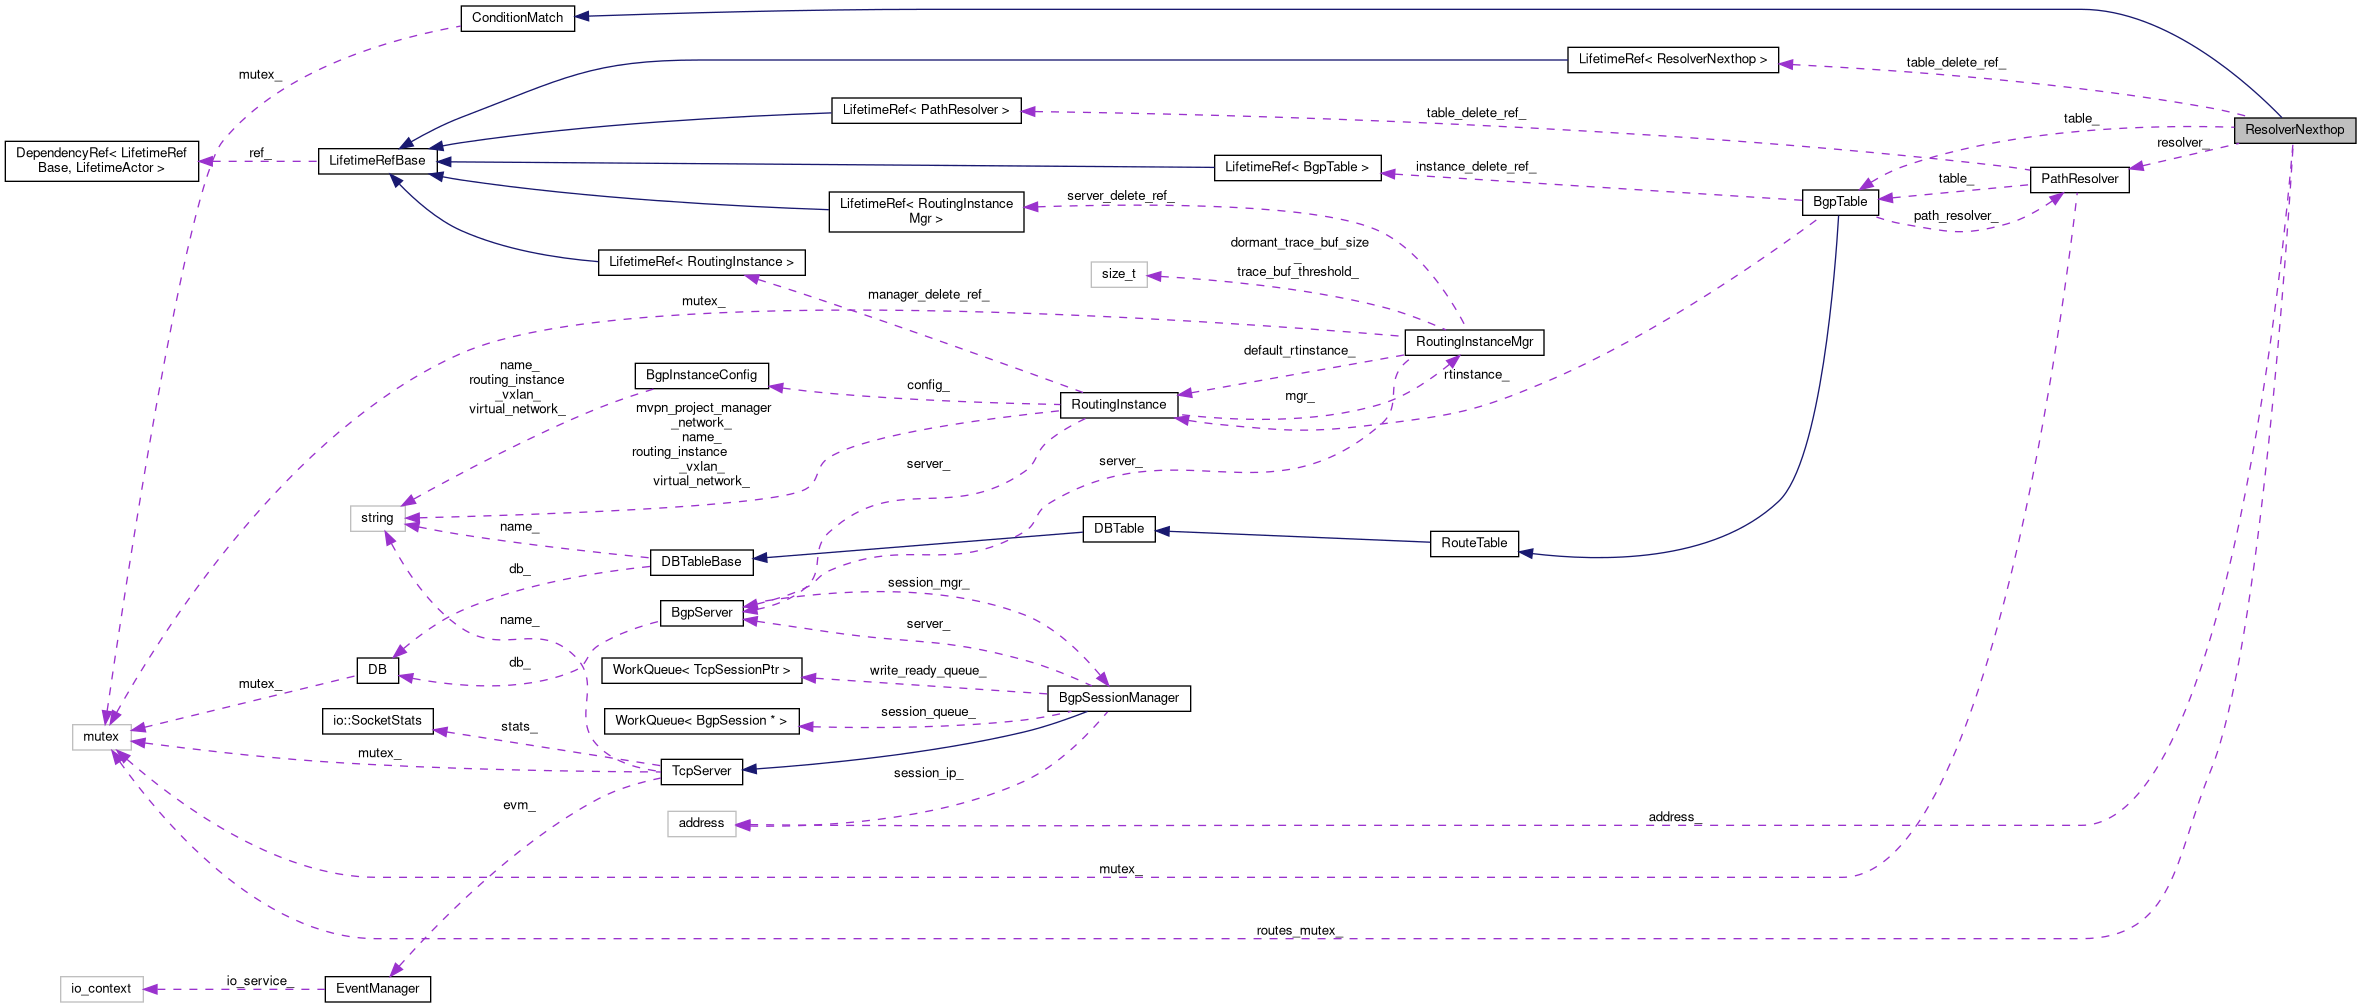 ConditionMatch
LifetimeRef< ResolverNexthop >
table_delete_ref_
mutex_
LifetimeRef< PathResolver >
table_delete_ref_
table_
ResolverNexthop
resolver_
DependencyRef< LifetimeRef
Base, LifetimeActor >
ref_
LifetimeRefBase
LifetimeRef< BgpTable >
instance_delete_ref_
table_
PathResolver
BgpTable
path_resolver_
LifetimeRef< RoutingInstance
Mgr >
server_delete_ref_
dormant_trace_buf_size
_
trace_buf_threshold_
LifetimeRef< RoutingInstance >
size_t
manager_delete_ref_
mutex_
RoutingInstanceMgr
default_rtinstance_
rtinstance_
name_
routing_instance
_vxlan_
virtual_network_
BgpInstanceConfig
config_
RoutingInstance
mgr_
mvpn_project_manager
_network_
name_
routing_instance
_vxlan_
virtual_network_
server_
server_
string
name_
DBTable
RouteTable
DBTableBase
db_
session_mgr_
BgpServer
name_
server_
DB
db_
WorkQueue< TcpSessionPtr >
write_ready_queue_
mutex_
BgpSessionManager
io::SocketStats
stats_
WorkQueue< BgpSession * >
session_queue_
mutex
mutex_
TcpServer
session_ip_
evm_
address
address_
mutex_
routes_mutex_
io_context
io_service_
EventManager